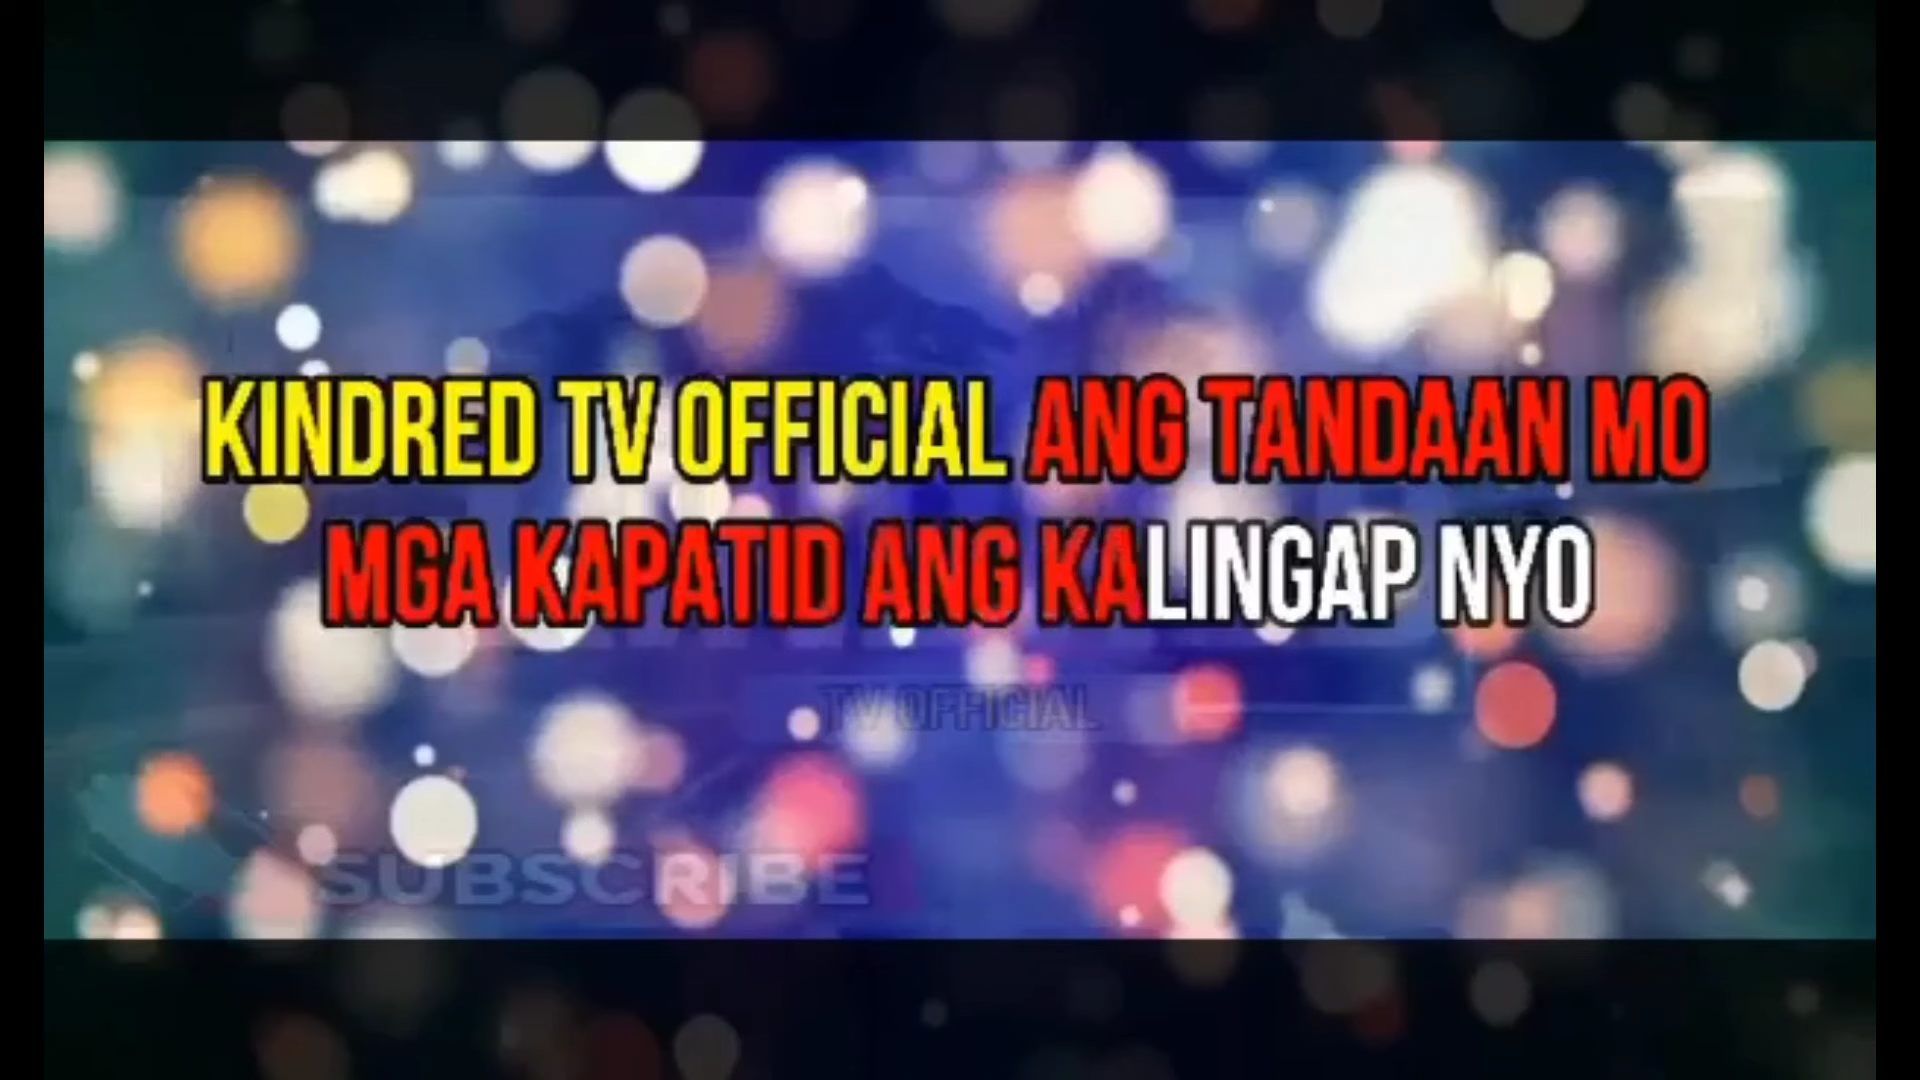 KINDRED TV OFFICIAL ANG TANDAAN MO
MGA KAPATID ANG KALINGAP NYO
TV OFFICIAL
SUBSCRIBE